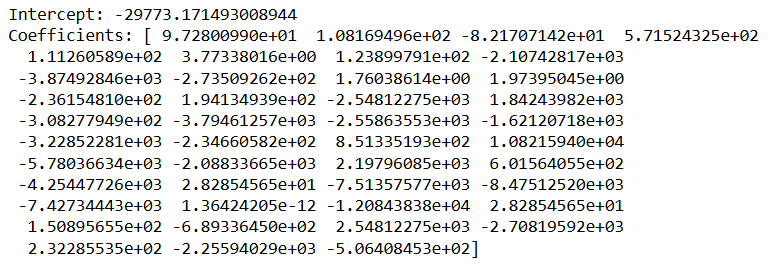 Intercept: -29773.171493008944
Coefficients: [ 9.72800990e+01  1.08169496e+02 -8.21707142e+01  5.71524325e+02
  1.11260589e+02  3.77338016e+00  1.23899791e+02 -2.10742817e+03
 -3.87492846e+03 -2.73509262e+02  1.76038614e+00  1.97395045e+00
 -2.36154810e+02  1.94134939e+02 -2.54812275e+03  1.84243982e+03
 -3.08277949e+02 -3.79461257e+03 -2.55863553e+03 -1.62120718e+03
 -3.22852281e+03 -2.34660582e+02  8.51335193e+02  1.08215940e+04
 -5.78036634e+03 -2.08833665e+03  2.19796085e+03  6.01564055e+02
 -4.25447726e+03  2.82854565e+01 -7.51357577e+03 -8.47512520e+03
 -7.42734443e+03  1.36424205e-12 -1.20843838e+04  2.82854565e+01
  1.50895655e+02 -6.89336450e+02  2.54812275e+03 -2.70819592e+03
  2.32285535e+02 -2.25594029e+03 -5.06408453e+02]